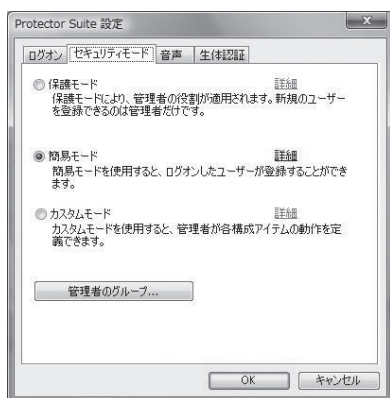 Protector Suite 設定
ログオン セキュリティモード 音声 生体認証
保護モード 詳細
保護モードにより、管理者の役割が適用されます。新規のユーザー
を登録できるのは管理者だけです。
簡易モード 詳細
簡易モードを使用すると、ログオンしたユーザーが登録することができ
ます。
カスタムモード 詳細
カスタムモードを使用すると、管理者が各構成アイテムの動作を定
義できます。
管理者のグループ...
OK キャンセル